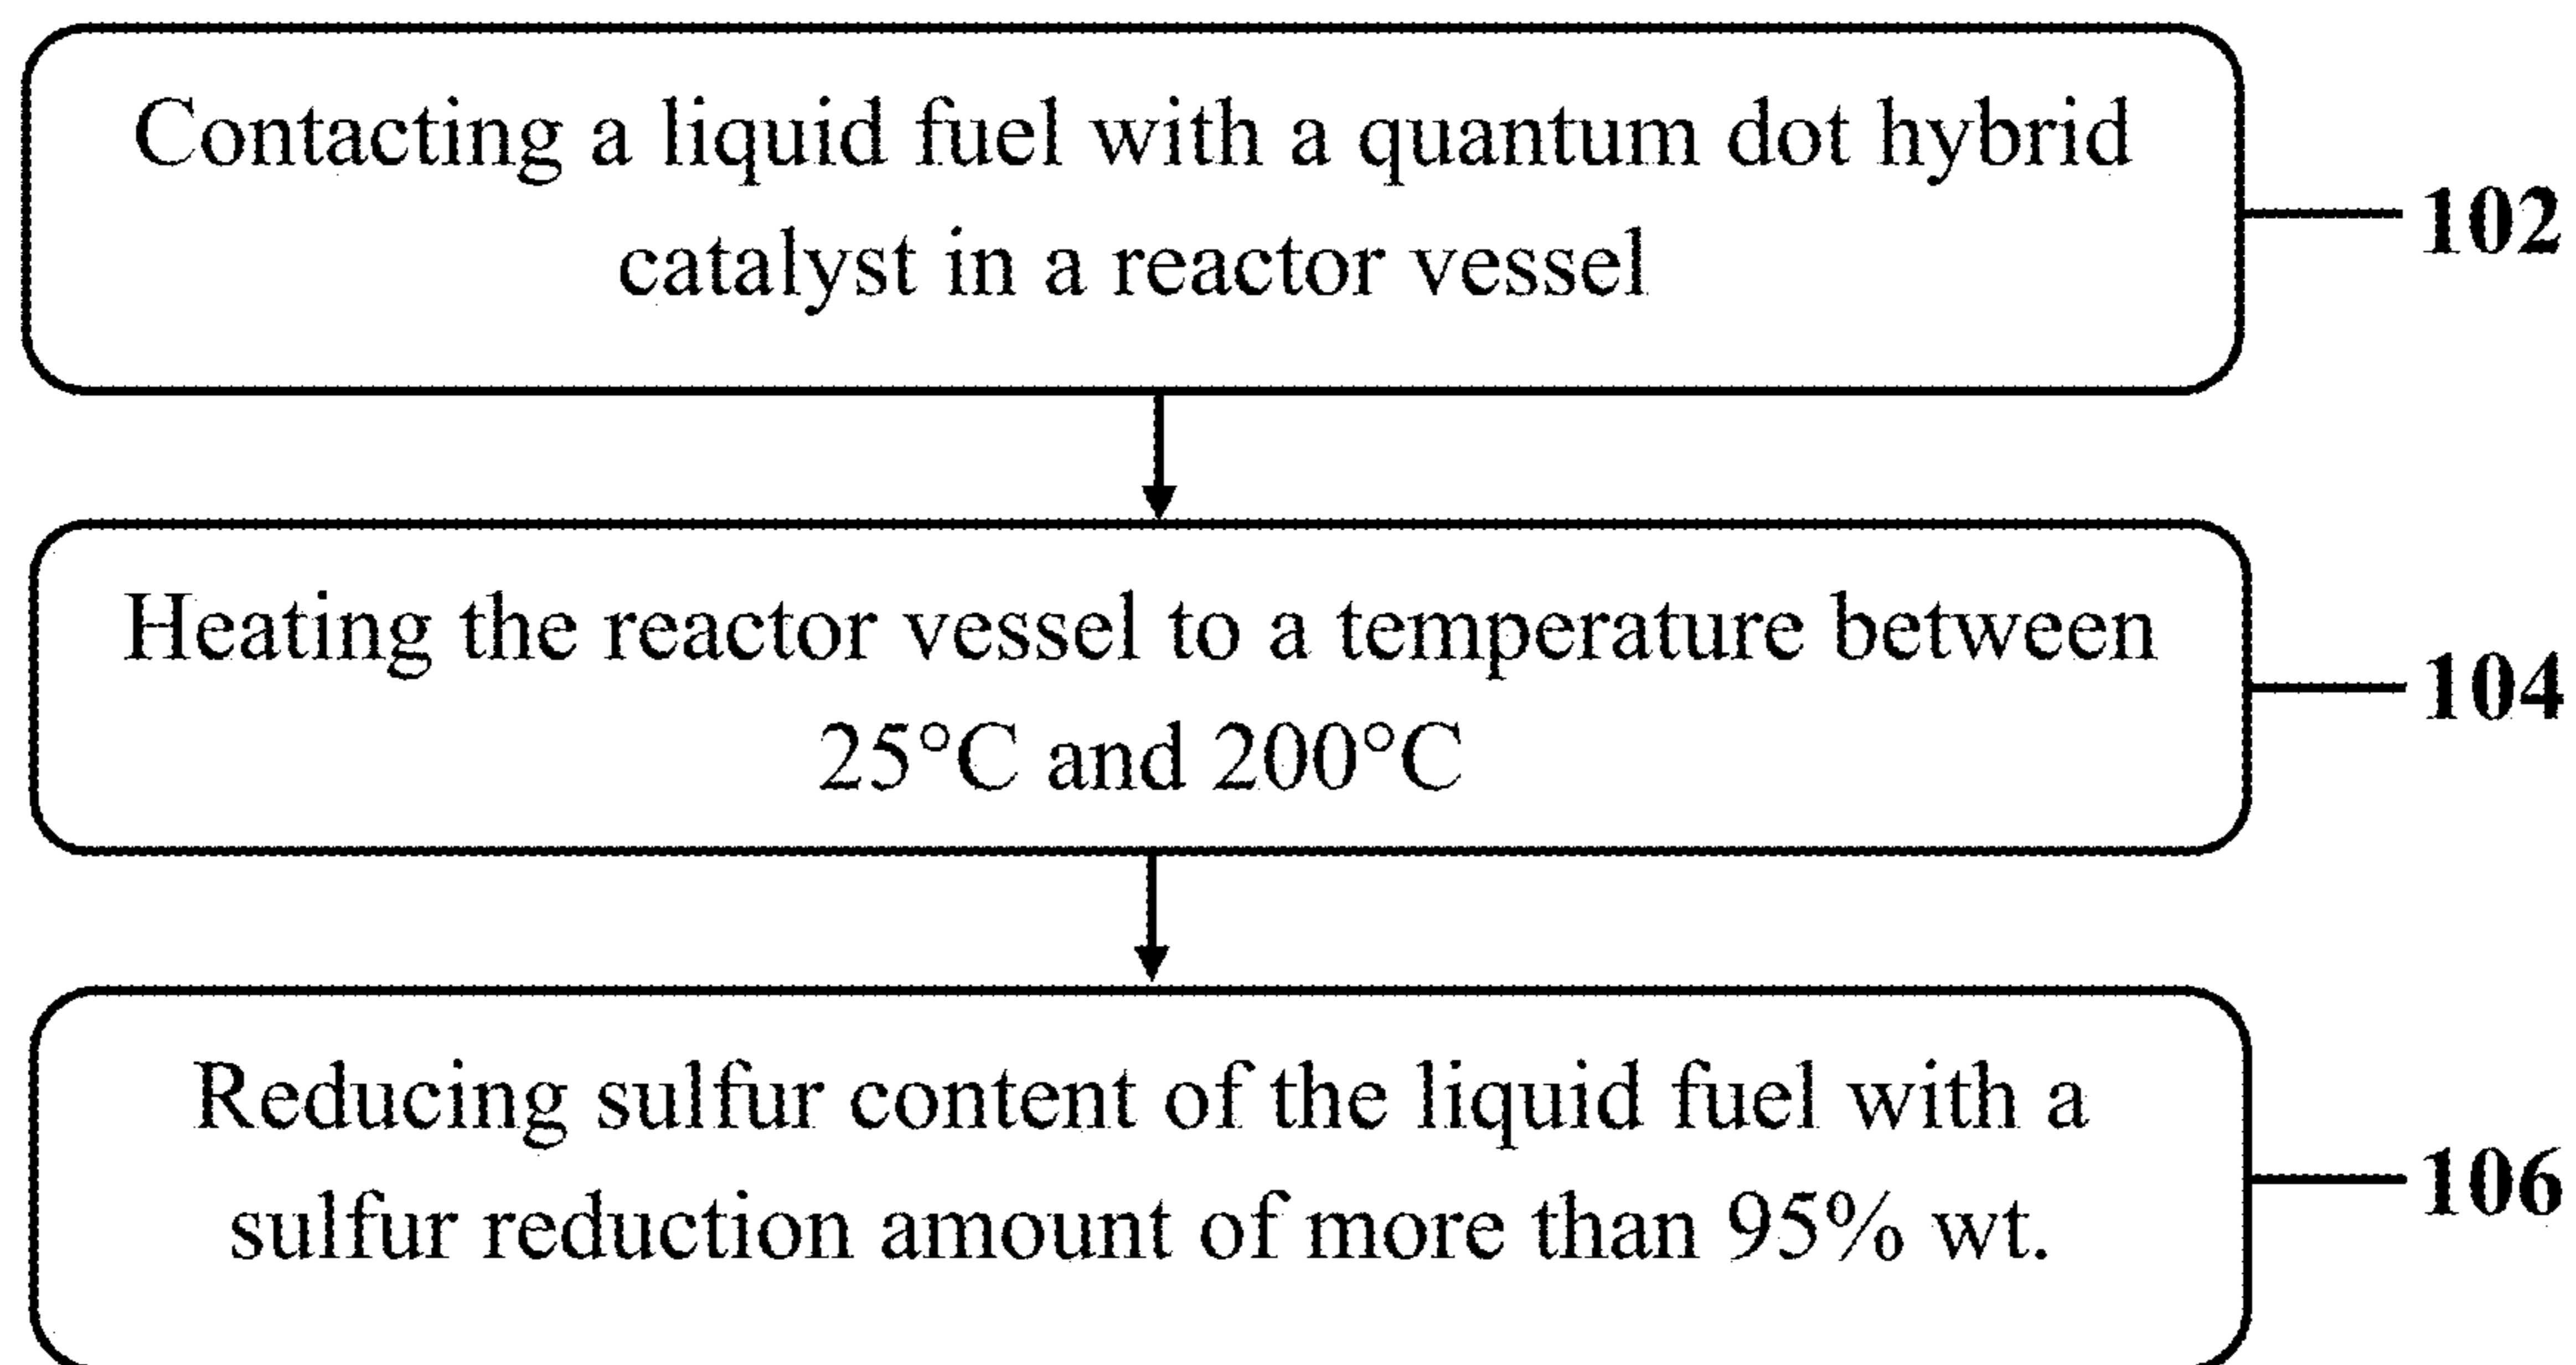 Contacting a liquid fuel with a quantum dot hybrid
catalyst in a reactor vessel
102
Heating the reactor vessel to a temperature between
25°C and 200°C
104
Reducing sulfur content of the liquid fuel with a
sulfur reduction amount of more than 95% wt.
106